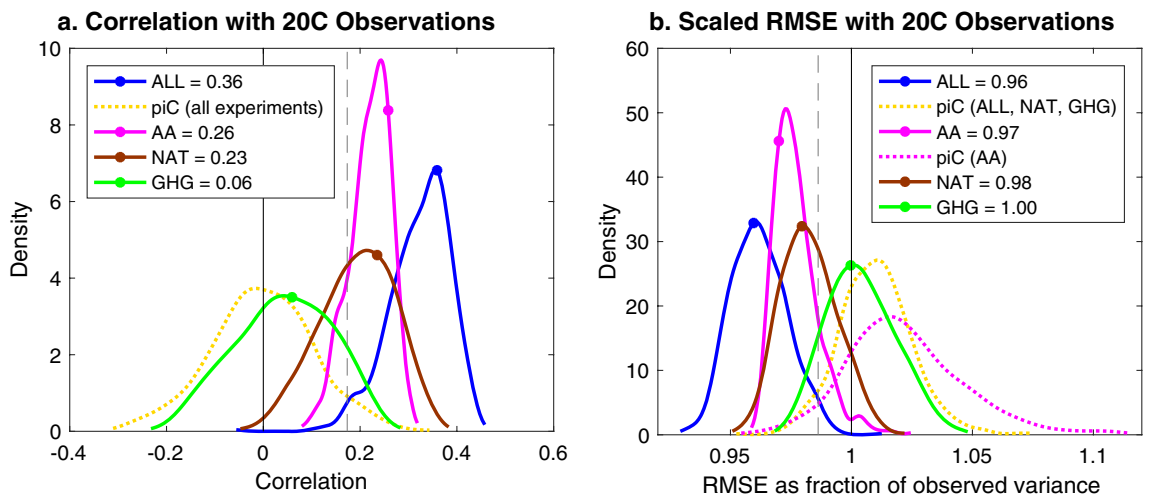 a. Correlation with 20C Observations
10
8
6
4
2
0
Density
ALL = 0.36
piC (all experiments)
AA = 0.26
NAT = 0.23
GHG = 0.06
-0.4
-0.2
0
0.2
0.4
0.6
Correlation
b. Scaled RMSE with 20C Observations
60
50
40
30
20
10
0
Density
ALL = 0.96
piC (ALL, NAT, GHG)
AA = 0.97
piC (AA)
NAT = 0.98
GHG = 1.00
0.95
1
1.05
1.1
RMSE as fraction of observed variance